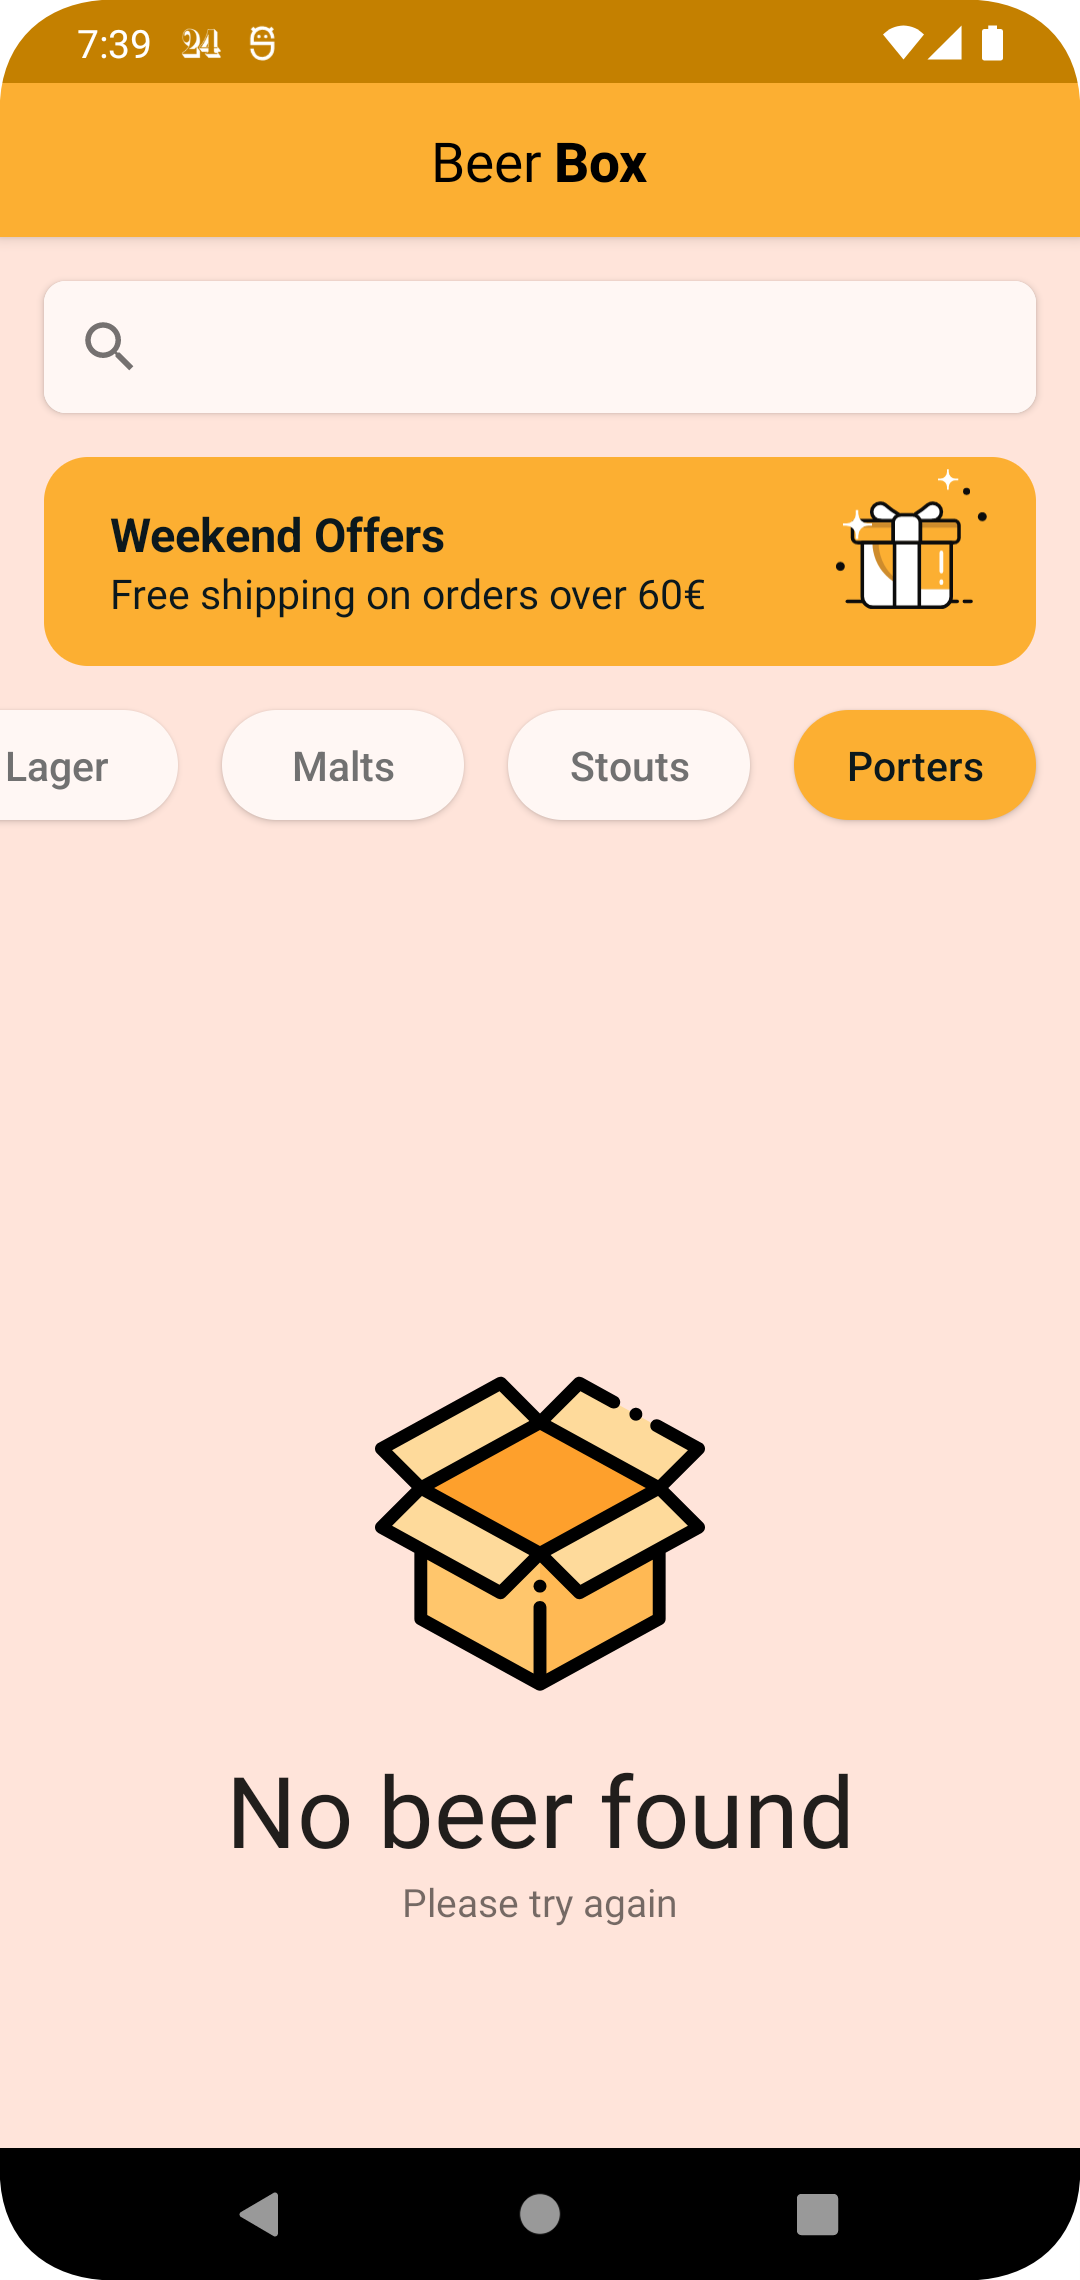 7:39 24
Beer Box
Weekend Offers
Free shipping on orders over 60€
Lager Malts Stouts Porters
No beer found
Please try again